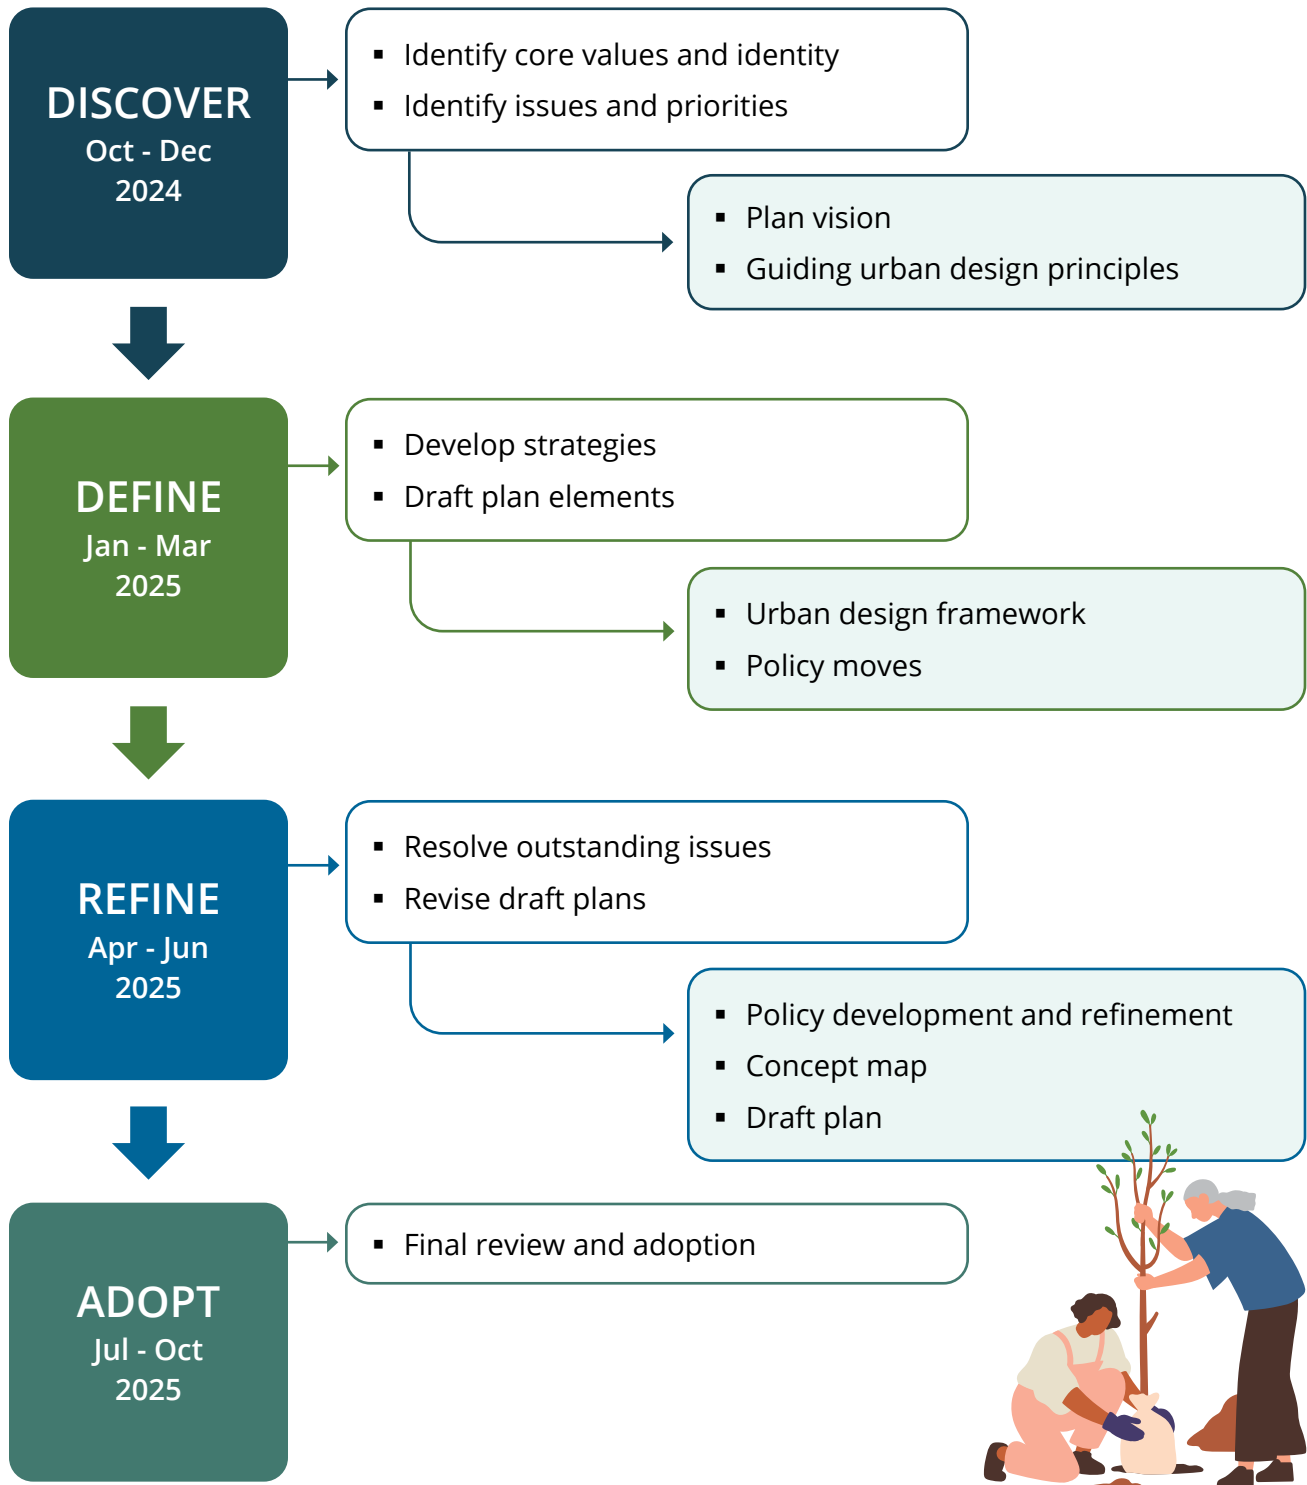 DISCOVER
Oct - Dec
2024
▪ Identify core values and identity
▪ Identify issues and priorities
▪ Plan vision
▪ Guiding urban design principles
DEFINE
Jan - Mar
2025
▪ Develop strategies
▪ Draft plan elements
▪ Urban design framework
▪ Policy moves
REFINE
Apr - Jun
2025
▪ Resolve outstanding issues
▪ Revise draft plans
▪ Policy development and refinement
▪ Concept map
▪ Draft plan
ADOPT
Jul - Oct
2025
▪ Final review and adoption